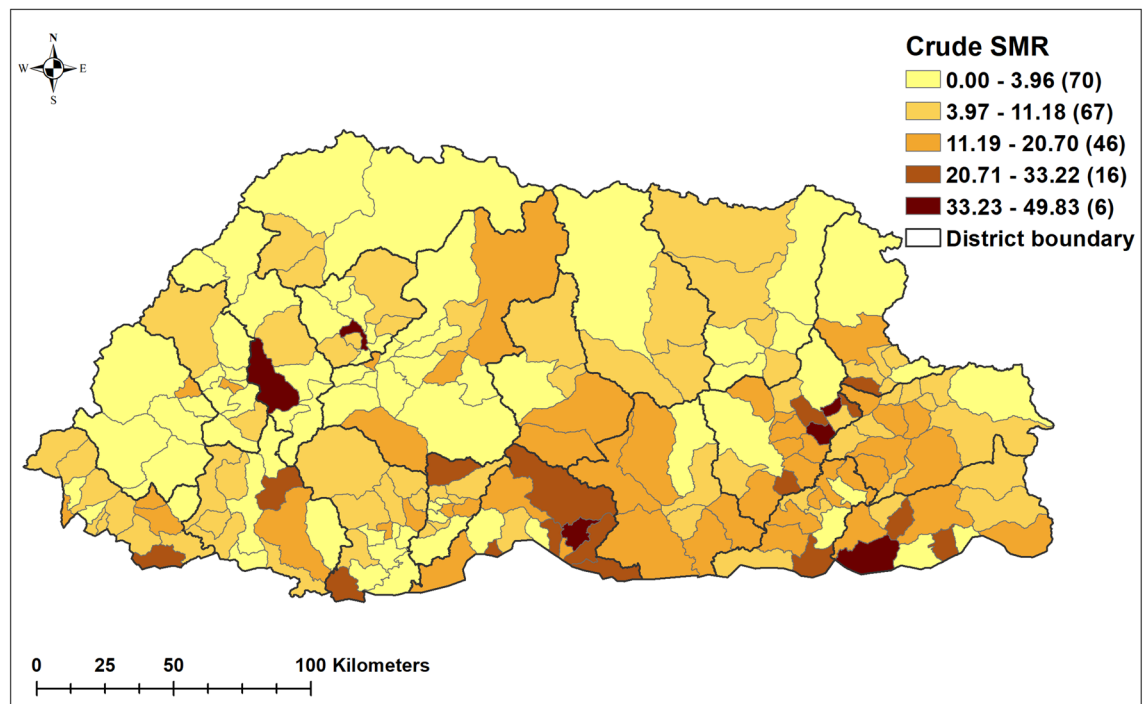 N
W E
S
Crude SMR
0.00 - 3.96 (70)
3.97 - 11.18 (67)
11.19 - 20.70 (46)
20.71 - 33.22 (16)
33.23 - 49.83 (6)
District boundary
0 25 50 100 Kilometers